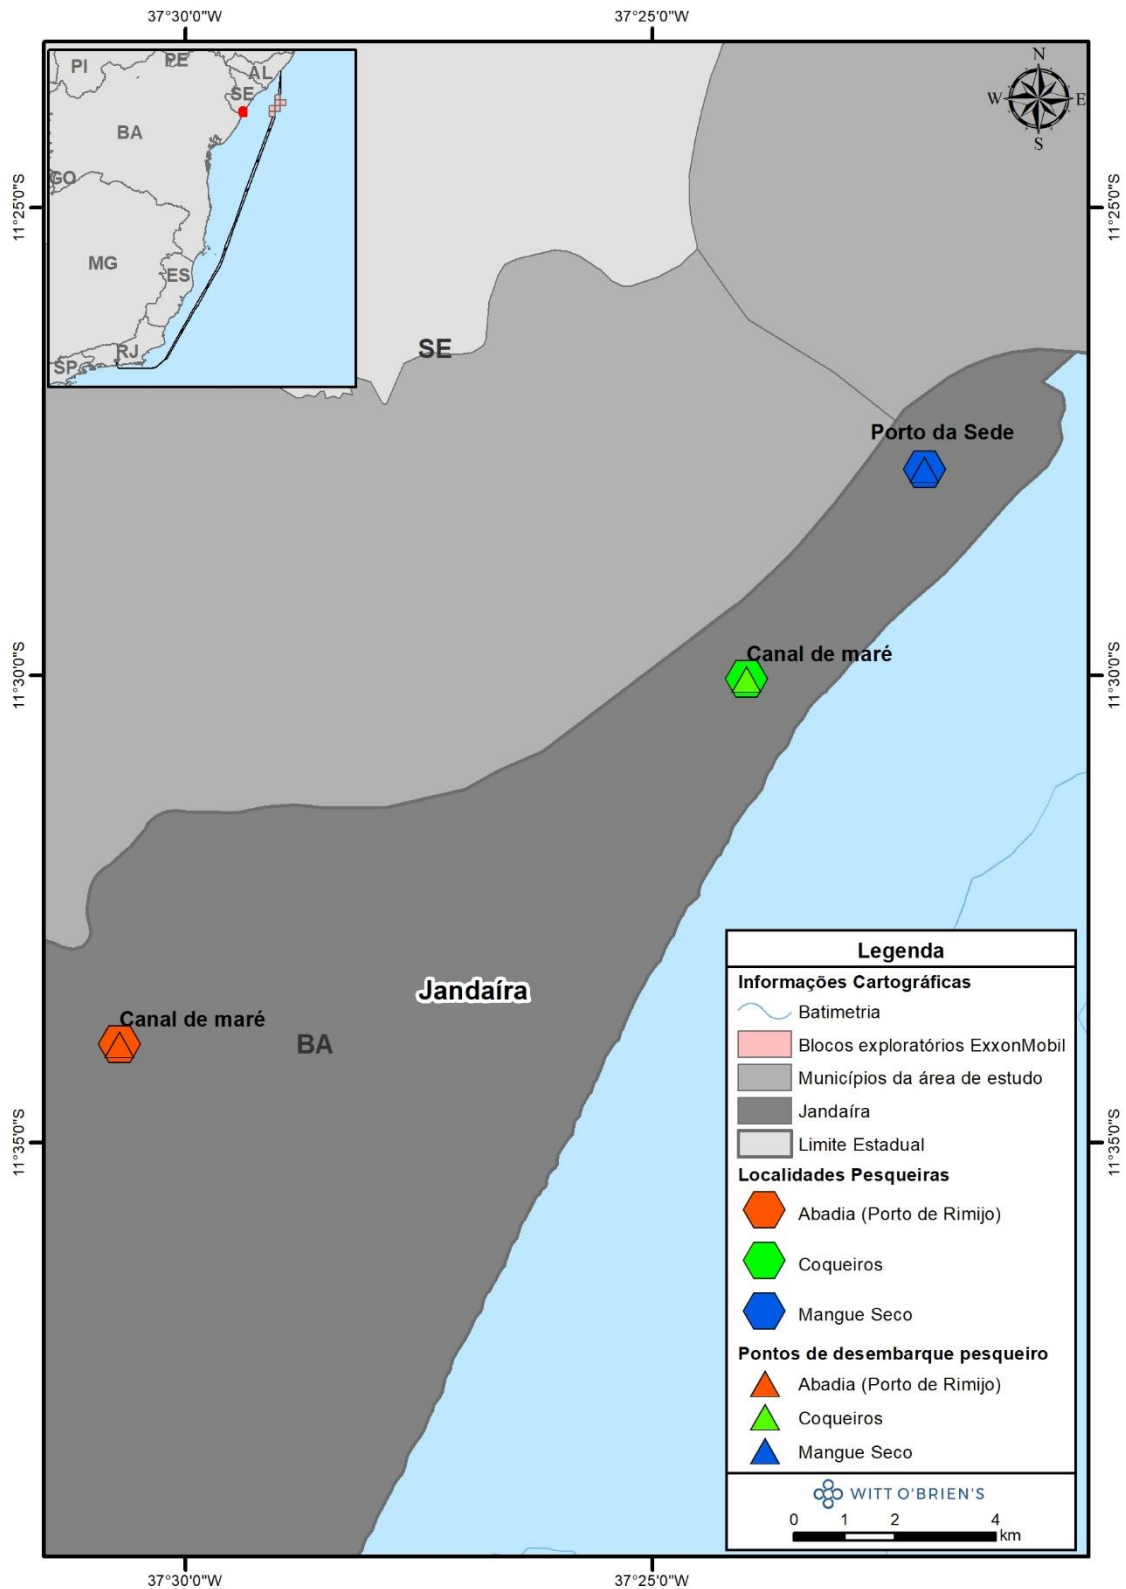 37°30'0"W
37°25'0"W
PI
PE
AL
SE
BA
GO
MG
ES
RJ
SP
N
W
E
S
11°25'0"S
11°25'0"S
SE
Porto da Sede
Canal de maré
11°30'0"S
11°30'0"S
Jandaíra
Canal de maré
BA
11°35'0"S
11°35'0"S
Legenda
Informações Cartográficas
Batimetria
Blocos exploratórios ExxonMobil
Municípios da área de estudo
Jandaíra
Limite Estadual
Localidades Pesqueiras
Abadia (Porto de Rimijo)
Coqueiros
Mangue Seco
Pontos de desembarque pesqueiro
Abadia (Porto de Rimijo)
Coqueiros
Mangue Seco
WITT O'BRIEN'S
0 1 2 4
km
37°30'0"W
37°25'0"W